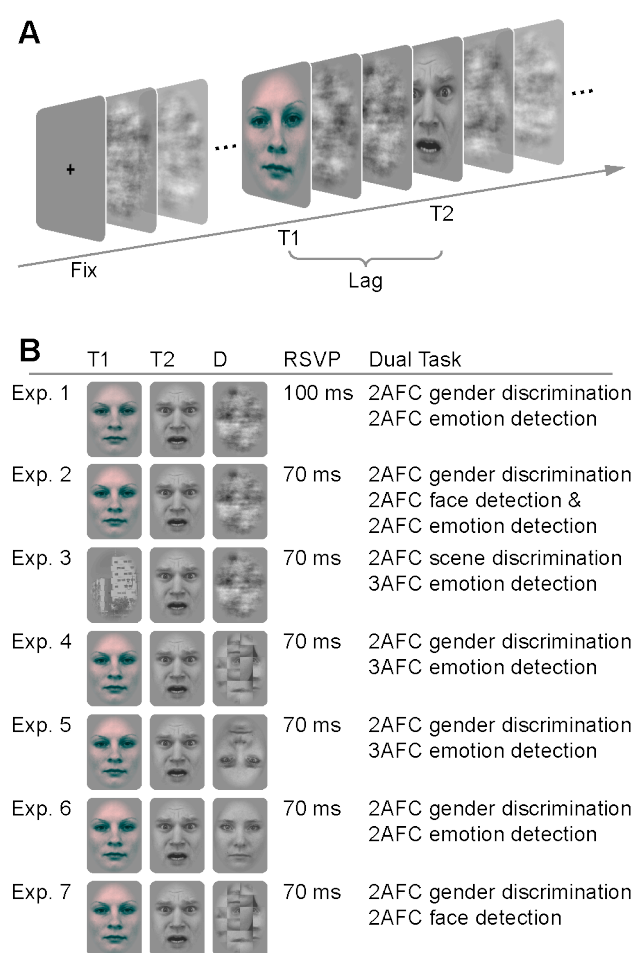 A
...
...
T1
T2
Fix
Lag
B
T1 T2 D RSVP Dual Task
Exp. 1 100 ms 2AFC gender discrimination
2AFC emotion detection
Exp. 2 70 ms 2AFC gender discrimination
2AFC face detection &
2AFC emotion detection
Exp. 3 70 ms 2AFC scene discrimination
3AFC emotion detection
Exp. 4 70 ms 2AFC gender discrimination
3AFC emotion detection
Exp. 5 70 ms 2AFC gender discrimination
3AFC emotion detection
Exp. 6 70 ms 2AFC gender discrimination
2AFC emotion detection
Exp. 7 70 ms 2AFC gender discrimination
2AFC face detection